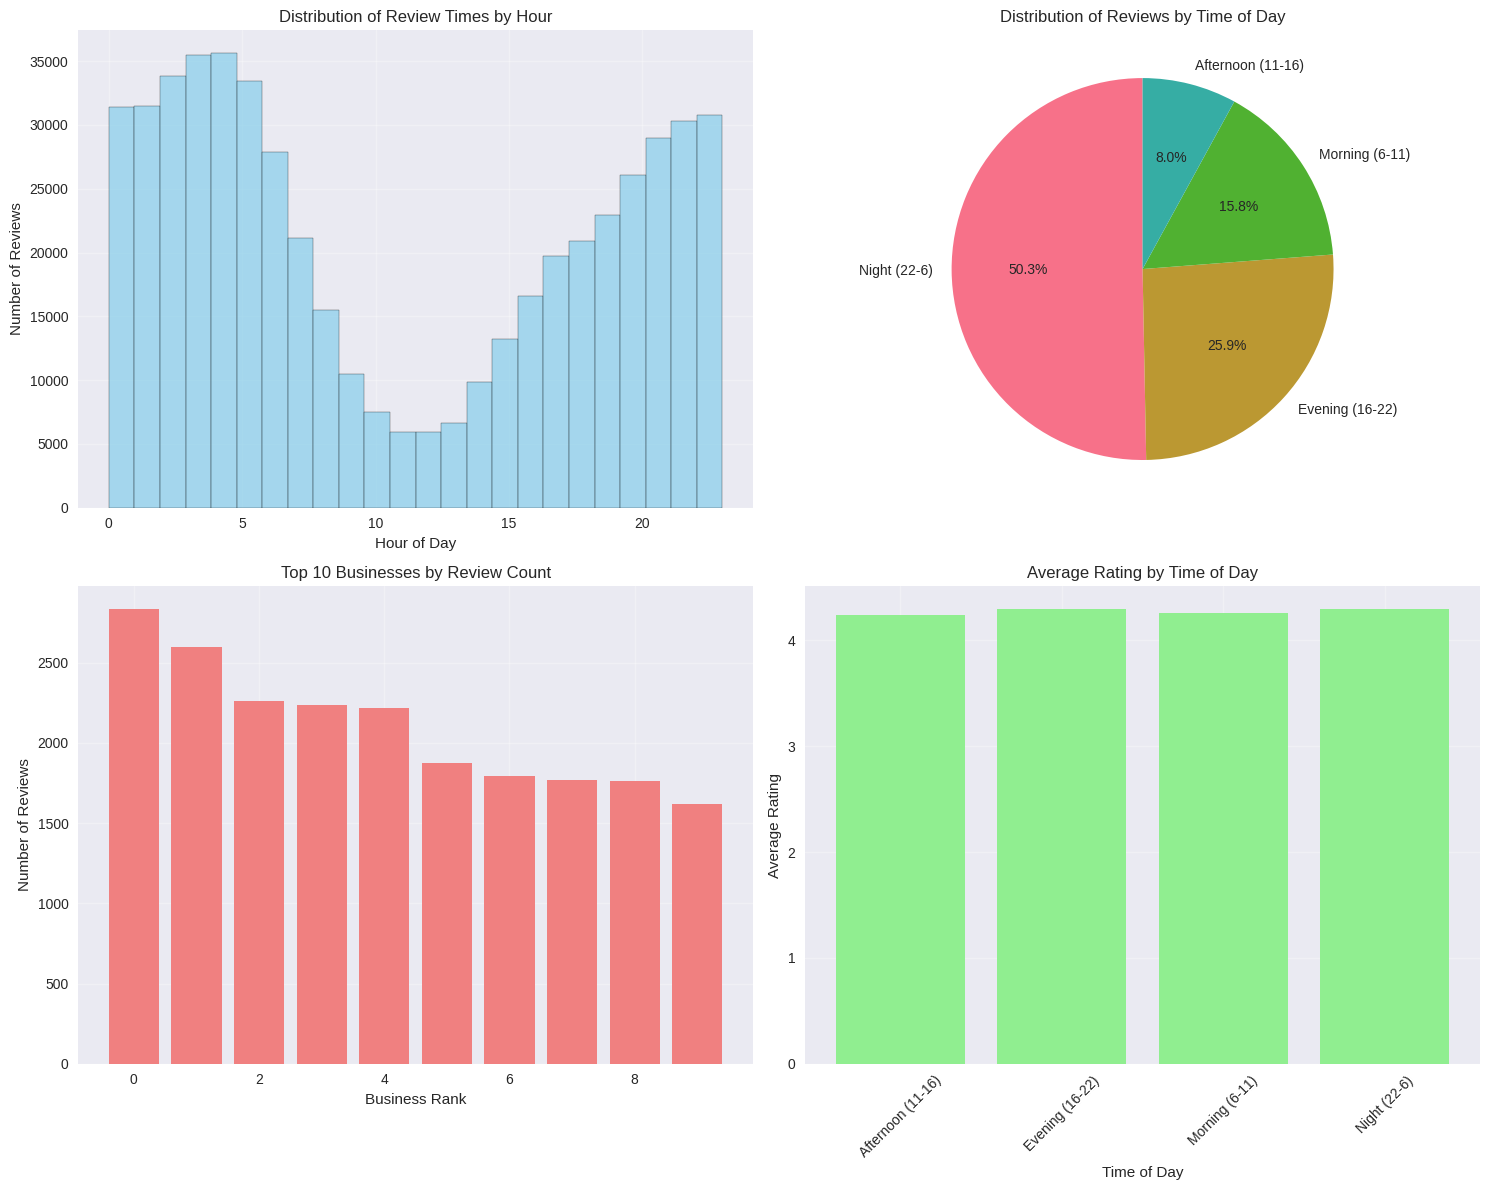 Distribution of Review Times by Hour
35000
30000
25000
20000
15000
10000
5000
0
Number of Reviews
0 5 10 15 20
Hour of Day
Distribution of Reviews by Time of Day
Afternoon (11-16)
Morning (6-11)
Night (22-6)
Evening (16-22)
8.0%
15.8%
50.3%
25.9%
Top 10 Businesses by Review Count
2500
2000
1500
1000
500
0
Number of Reviews
0 2 4 6 8
Business Rank
Average Rating by Time of Day
4
3
2
1
0
Average Rating
Afternoon (11-16)
Evening (16-22)
Morning (6-11)
Night (22-6)
Time of Day